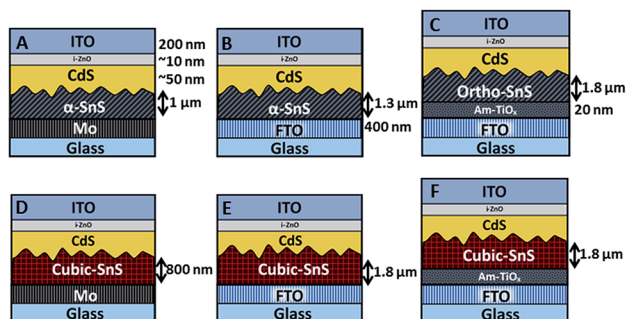 A
ITO
i-ZnO
CdS
α-SnS
Mo
Glass
200 nm
~10 nm
~50 nm
1 μm
B
ITO
i-ZnO
CdS
α-SnS
FTO
Glass
1.3 μm
400 nm
C
ITO
i-ZnO
CdS
Ortho-SnS
Am-TiOₓ
FTO
Glass
1.8 μm
20 nm
D
ITO
i-ZnO
CdS
Cubic-SnS
Mo
Glass
800 nm
E
ITO
i-ZnO
CdS
Cubic-SnS
FTO
Glass
1.8 μm
F
ITO
i-ZnO
CdS
Cubic-SnS
Am-TiOₓ
FTO
Glass
1.8 μm